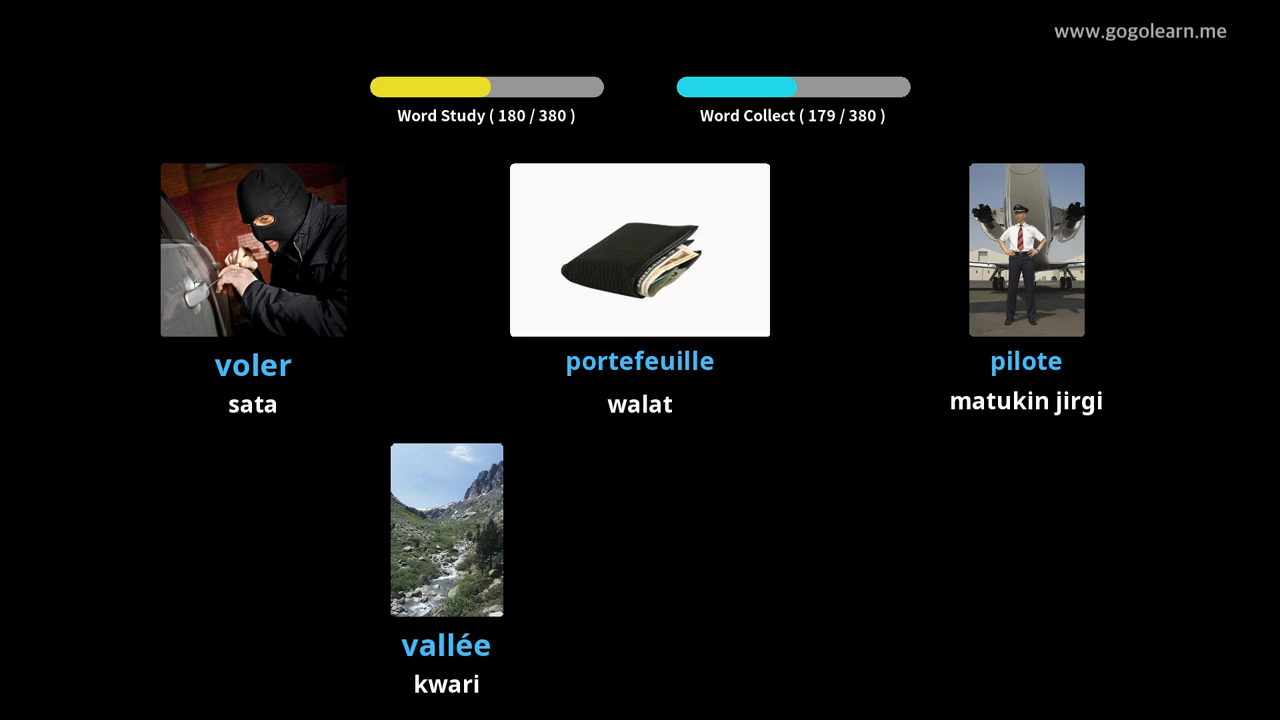 www.gogolearn.me
Word Study ( 180 / 380 )
Word Collect ( 179 / 380 )
voler
sata
portefeuille
walat
pilote
matukin jirgi
vallée
kwari